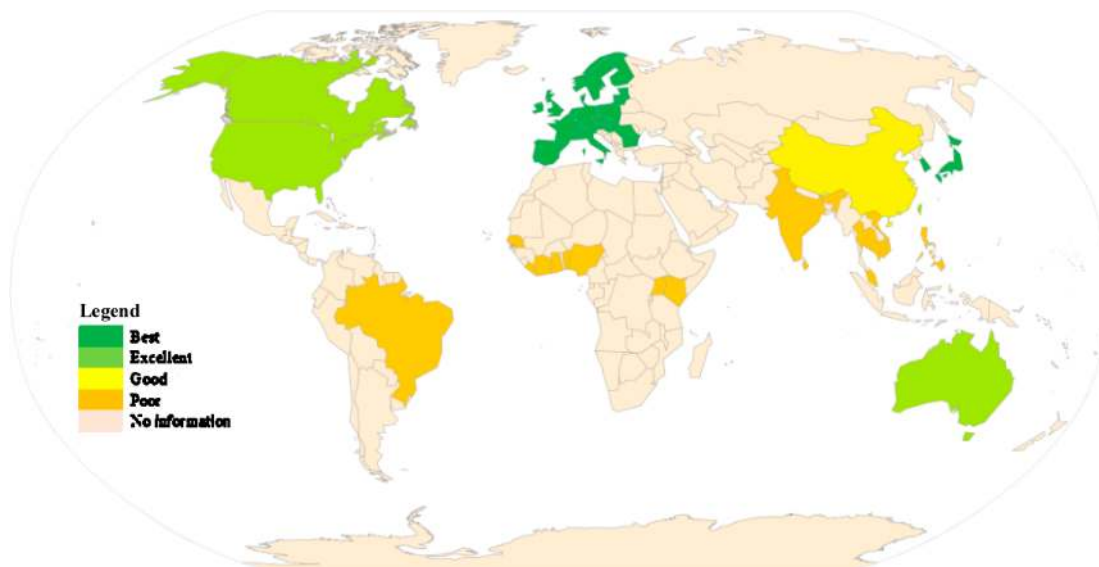 Legend
Best
Excellent
Good
Poor
No information